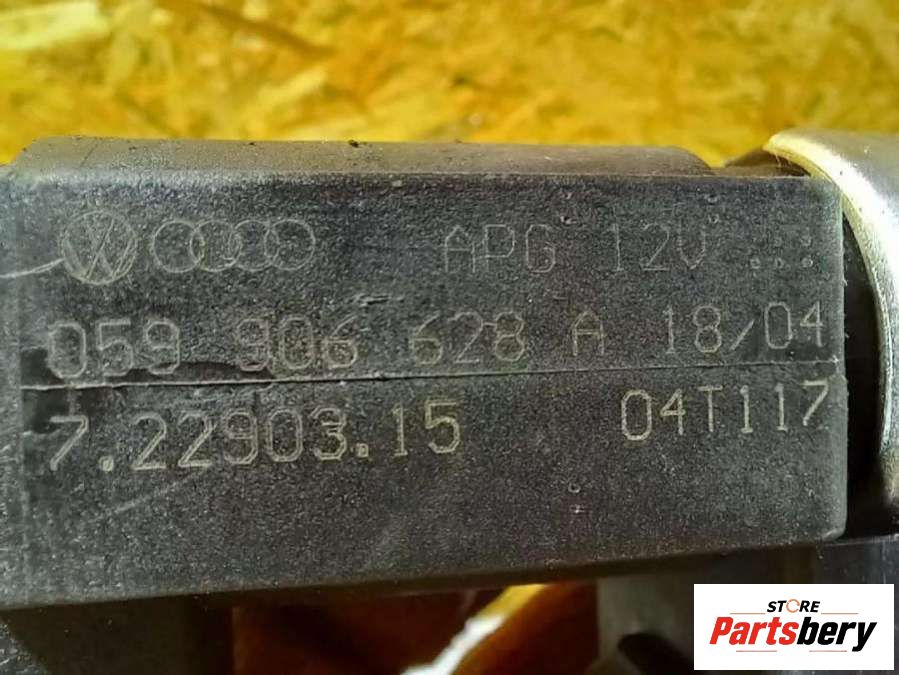 APG 12V
059 906 628 A 18/04
7.22903.15 04T117
STORE
Partsbery